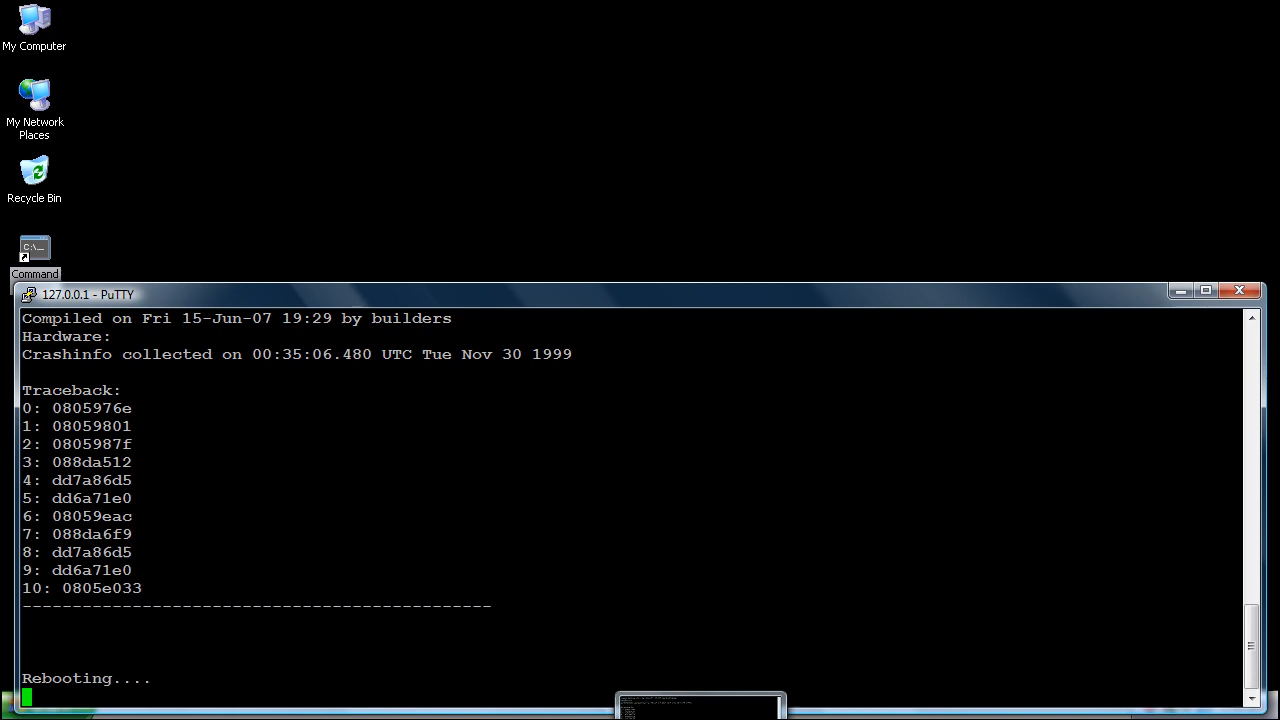 My Computer
My Network
Places
Recycle Bin
C:\...
Command
127.0.0.1 - PuTTY
Compiled on Fri 15-Jun-07 19:29 by builders
Hardware:
Crashinfo collected on 00:35:06.480 UTC Tue Nov 30 1999
Traceback:
0: 0805976e
1: 08059801
2: 0805987f
3: 088da512
4: dd7a86d5
5: dd6a71e0
6: 08059eac
7: 088da6f9
8: dd7a86d5
9: dd6a71e0
10: 0805e033
-----------------------------------------------
Rebooting....